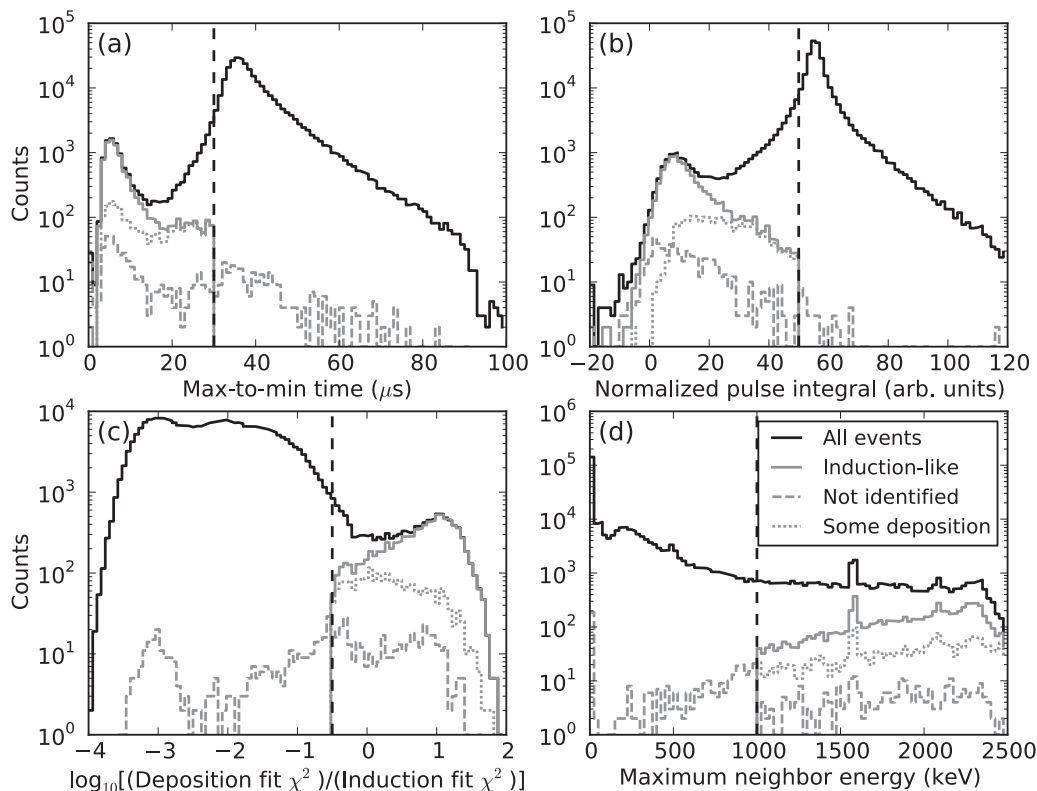 (a)
10^5
10^4
10^3
10^2
10^1
10^0
Counts
0 20 40 60 80 100
Max-to-min time (μs)
(b)
10^5
10^4
10^3
10^2
10^1
10^0
−20 0 20 40 60 80 100 120
Normalized pulse integral (arb. units)
(c)
10^4
10^3
10^2
10^1
10^0
Counts
−4 −3 −2 −1 0 1 2
log₁₀[(Deposition fit χ²)/(Induction fit χ²)]
(d)
10^6
10^5
10^4
10^3
10^2
10^1
10^0
All events
Induction-like
Not identified
Some deposition
0 500 1000 1500 2000 2500
Maximum neighbor energy (keV)